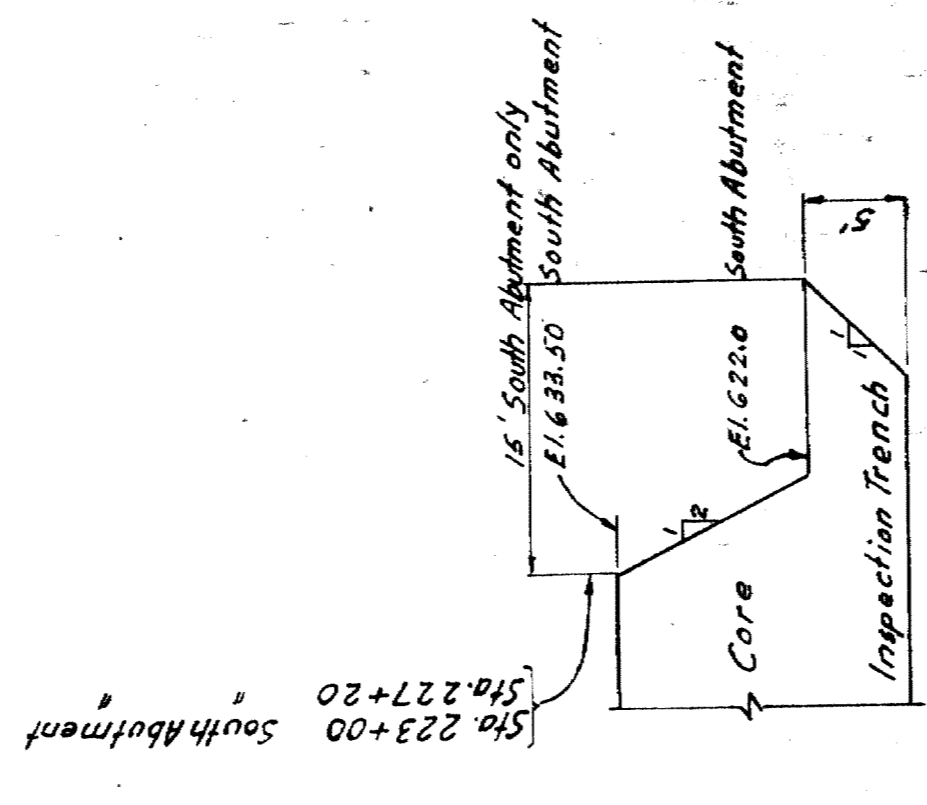 15' South Abutment only
El. 633.50 South Abutment
El. 622.0 South Abutment
1
2
1
1
5'
Core
Inspection Trench
Sta. 223+00 South Abutment
Sta. 227+20 " "